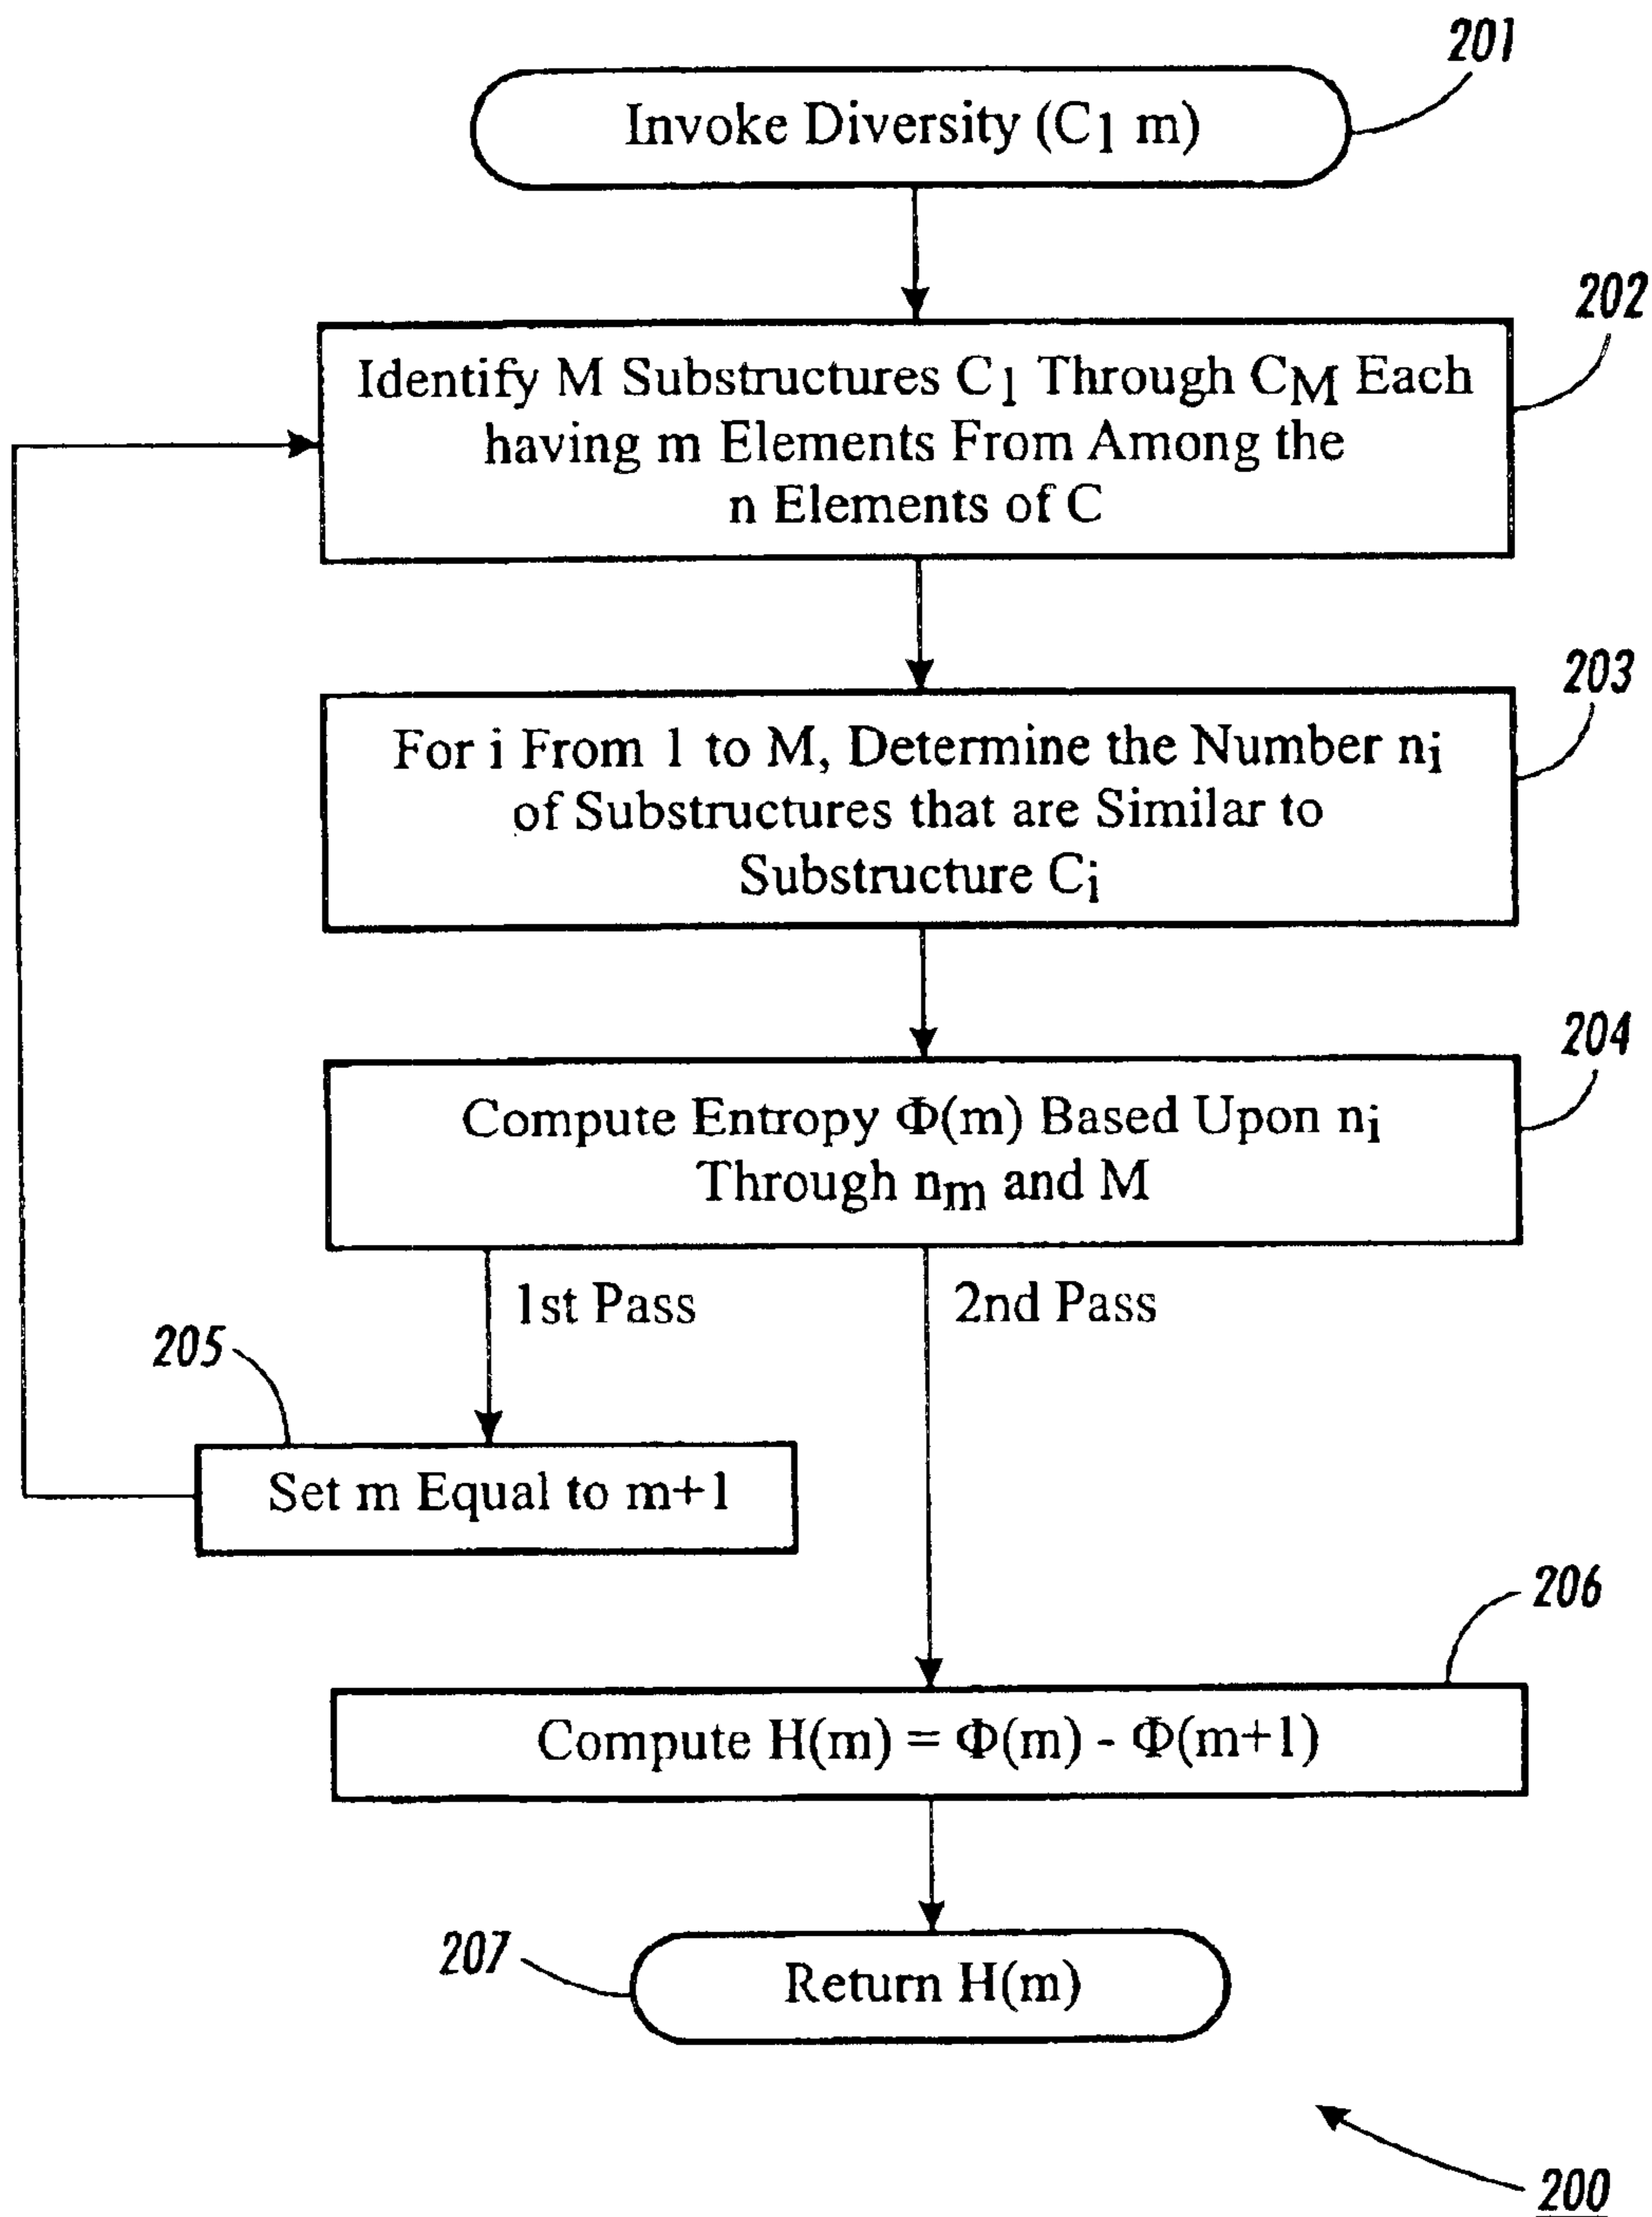 201
Invoke Diversity (C1 m)
202
Identify M Substructures C1 Through CM Each
having m Elements From Among the
n Elements of C
203
For i From 1 to M, Determine the Number ni
of Substructures that are Similar to
Substructure Ci
204
Compute Entropy Φ(m) Based Upon ni
Through nm and M
1st Pass
2nd Pass
205
Set m Equal to m+1
206
Compute H(m) = Φ(m) - Φ(m+1)
207
Return H(m)
200